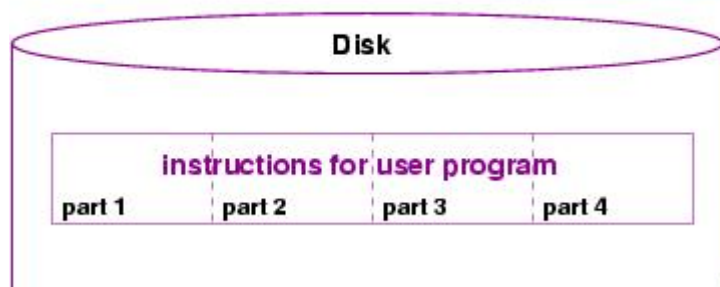 Disk
instructions for user program
part 1 part 2 part 3 part 4